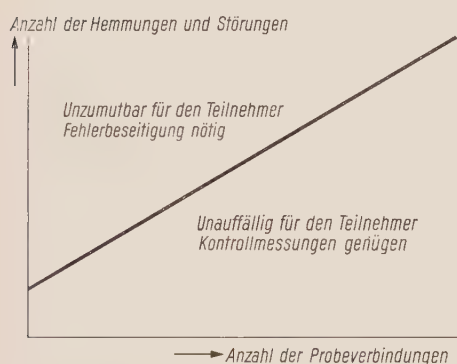 Anzahl der Hemmungen und Störungen
Unzumutbar für den Teilnehmer
Fehlerbeseitigung nötig
Unauffällig für den Teilnehmer
Kontrollmessungen genügen
Anzahl der Probeverbindungen